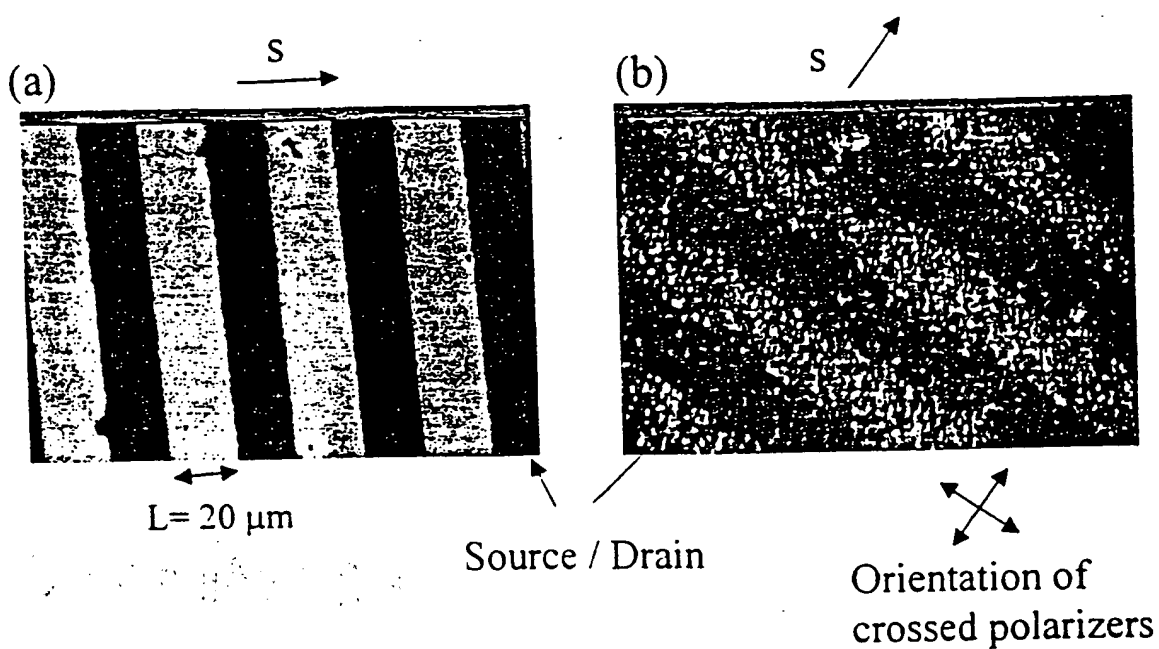 (a)
S
(b)
S
L= 20 μm
Source / Drain
Orientation of
crossed polarizers